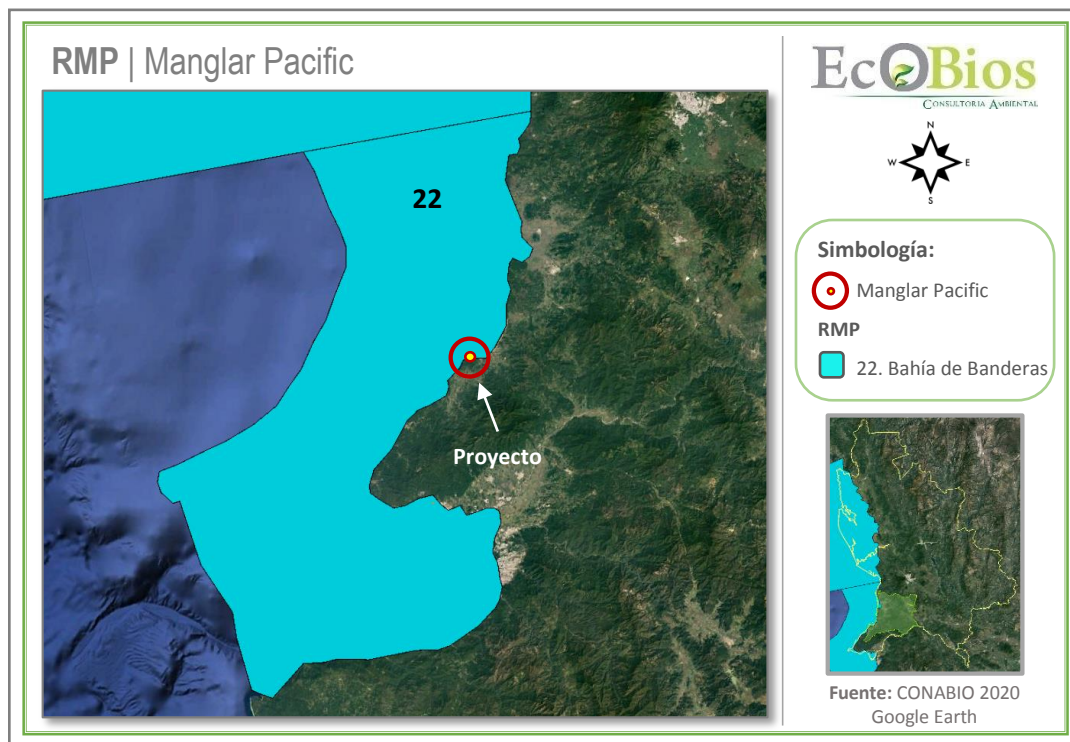 RMP | Manglar Pacific
EcOBios
CONSULTORIA AMBIENTAL
N
W E
S
22
Proyecto
Simbología:
Manglar Pacific
RMP
22. Bahía de Banderas
Fuente: CONABIO 2020
Google Earth